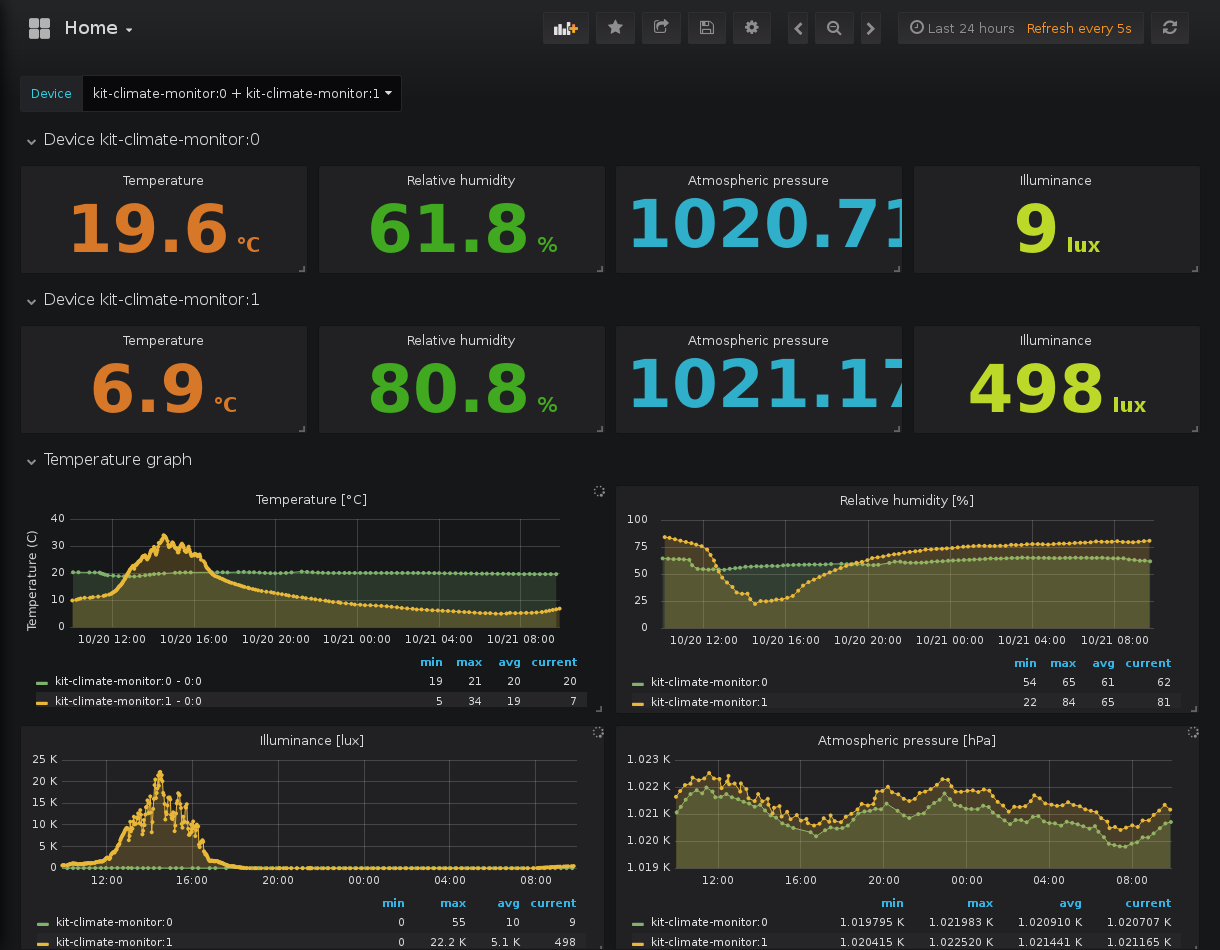 Home
Last 24 hours Refresh every 5s
Device kit-climate-monitor:0 + kit-climate-monitor:1
Device kit-climate-monitor:0
Temperature Relative humidity Atmospheric pressure Illuminance
19.6 °C 61.8 % 1020.71 9 lux
Device kit-climate-monitor:1
Temperature Relative humidity Atmospheric pressure Illuminance
6.9 °C 80.8 % 1021.17 498 lux
Temperature graph
Temperature [°C]
Temperature (C)
40
30
20
10
0
10/20 12:00 10/20 16:00 10/20 20:00 10/21 00:00 10/21 04:00 10/21 08:00
min max avg current
kit-climate-monitor:0 - 0:0 19 21 20 20
kit-climate-monitor:1 - 0:0 5 34 19 7
Relative humidity [%]
100
75
50
25
0
10/20 12:00 10/20 16:00 10/20 20:00 10/21 00:00 10/21 04:00 10/21 08:00
min max avg current
kit-climate-monitor:0 54 65 61 62
kit-climate-monitor:1 22 84 65 81
Illuminance [lux]
25 K
20 K
15 K
10 K
5 K
0
12:00 16:00 20:00 00:00 04:00 08:00
min max avg current
kit-climate-monitor:0 0 55 10 9
kit-climate-monitor:1 0 22.2 K 5.1 K 498
Atmospheric pressure [hPa]
1.023 K
1.022 K
1.021 K
1.020 K
1.019 K
12:00 16:00 20:00 00:00 04:00 08:00
min max avg current
kit-climate-monitor:0 1.019795 K 1.021983 K 1.020910 K 1.020707 K
kit-climate-monitor:1 1.020415 K 1.022520 K 1.021441 K 1.021165 K